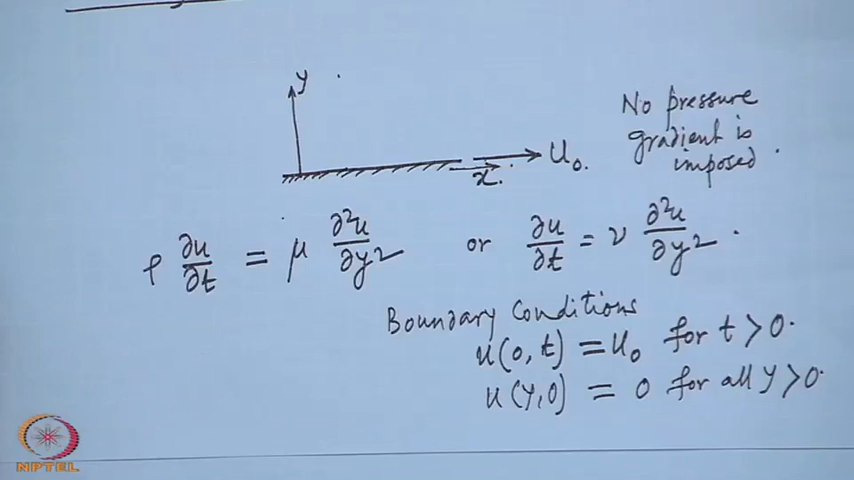 y
No pressure
gradient is
imposed.
U₀.
x.
ρ ∂u/∂t = μ ∂²u/∂y² or ∂u/∂t = ν ∂²u/∂y².
Boundary Conditions
u(0,t) = U₀ for t > 0.
u(y,0) = 0 for all y > 0.
NPTEL